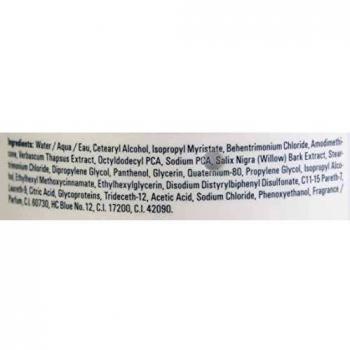 Ingredients: Water / Aqua / Eau, Cetearyl Alcohol, Isopropyl Myristate, Behentrimonium Chloride, Amodimethi-
cone, Verbascum Thapsus Extract, Octyldodecyl PCA, Sodium PCA, Salix Nigra (Willow) Bark Extract, Stear-
trimonium Chloride, Dipropylene Glycol, Panthenol, Glycerin, Quaternium-80, Propylene Glycol, Isopropyl Alco-
hol, Ethylhexyl Methoxycinnamate, Ethylhexylglycerin, Disodium Distyrylbiphenyl Disulfonate, C11-15 Pareth-7,
Laureth-9, Citric Acid, Glycoproteins, Trideceth-12, Acetic Acid, Sodium Chloride, Phenoxyethanol, Fragrance /
Parfum, C.I. 60730, HC Blue No. 12, C.I. 17200, C.I. 42090.